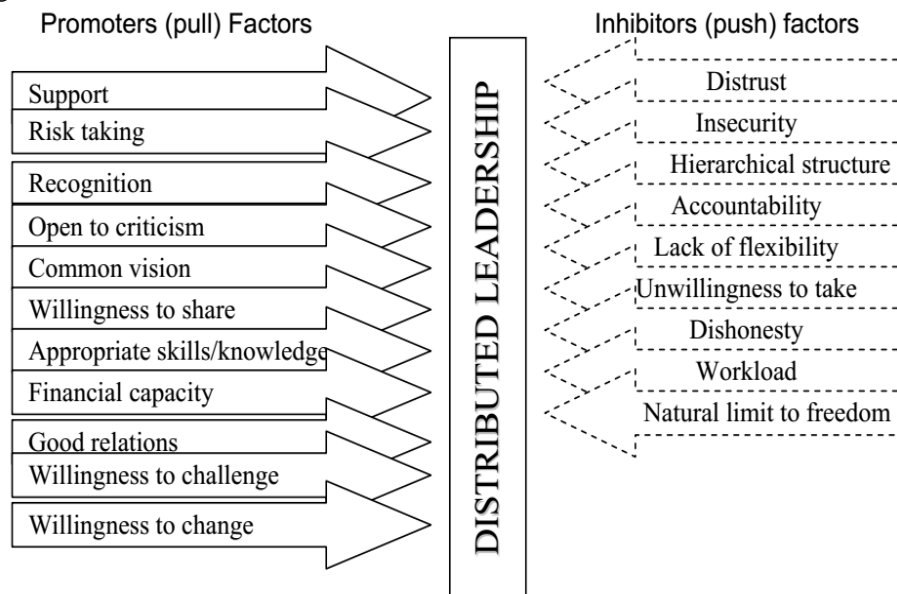 Promoters (pull) Factors
Support
Risk taking
Recognition
Open to criticism
Common vision
Willingness to share
Appropriate skills/knowledge
Financial capacity
Good relations
Willingness to challenge
Willingness to change
DISTRIBUTED LEADERSHIP
Inhibitors (push) factors
Distrust
Insecurity
Hierarchical structure
Accountability
Lack of flexibility
Unwillingness to take
Dishonesty
Workload
Natural limit to freedom